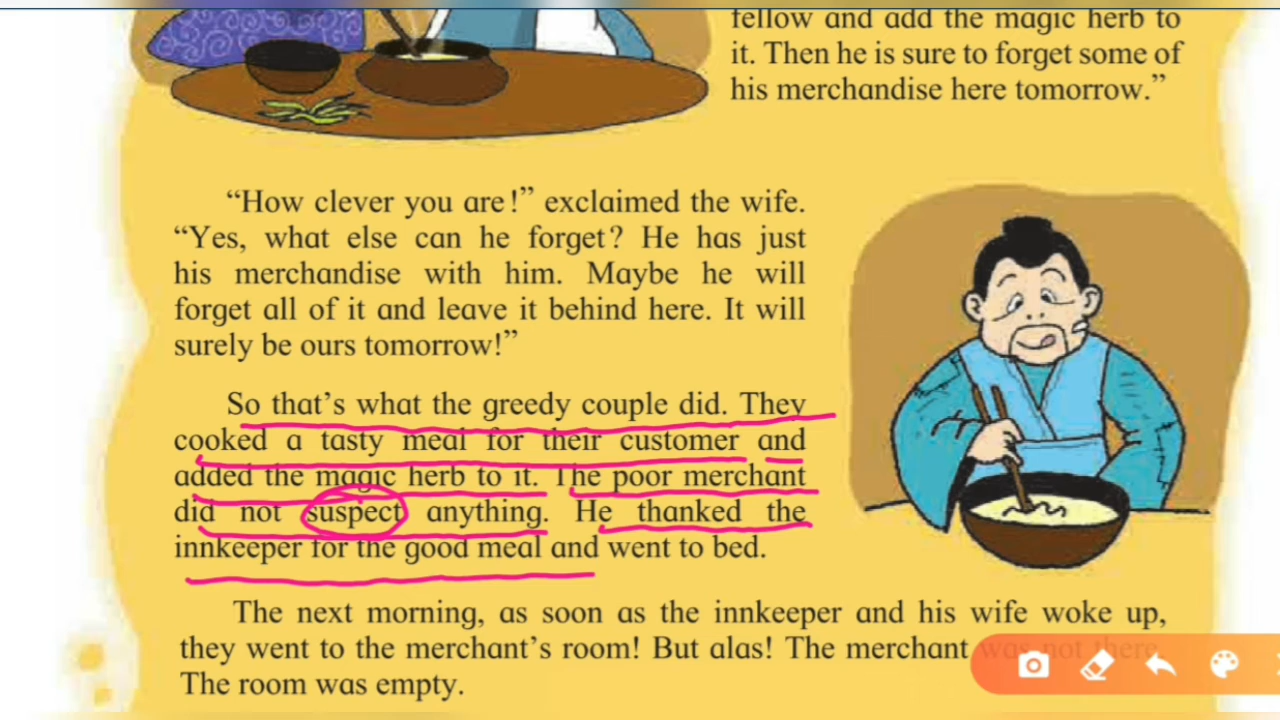 fellow and add the magic herb to
it. Then he is sure to forget some of
his merchandise here tomorrow.”
“How clever you are!” exclaimed the wife.
“Yes, what else can he forget? He has just
his merchandise with him. Maybe he will
forget all of it and leave it behind here. It will
surely be ours tomorrow!”
So that’s what the greedy couple did. They
cooked a tasty meal for their customer and
added the magic herb to it. The poor merchant
did not suspect anything. He thanked the
innkeeper for the good meal and went to bed.
The next morning, as soon as the innkeeper and his wife woke up,
they went to the merchant’s room! But alas! The merchant was not there.
The room was empty.